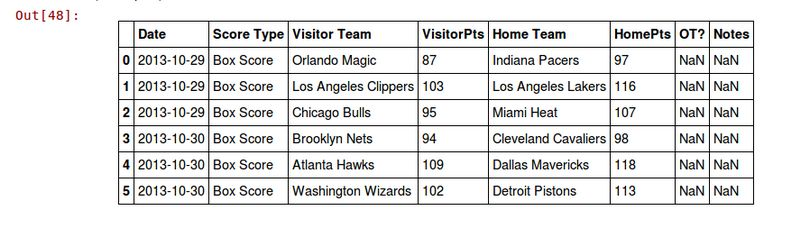 Out[48]:
Date Score Type Visitor Team VisitorPts Home Team HomePts OT? Notes
0 2013-10-29 Box Score Orlando Magic 87 Indiana Pacers 97 NaN NaN
1 2013-10-29 Box Score Los Angeles Clippers 103 Los Angeles Lakers 116 NaN NaN
2 2013-10-29 Box Score Chicago Bulls 95 Miami Heat 107 NaN NaN
3 2013-10-30 Box Score Brooklyn Nets 94 Cleveland Cavaliers 98 NaN NaN
4 2013-10-30 Box Score Atlanta Hawks 109 Dallas Mavericks 118 NaN NaN
5 2013-10-30 Box Score Washington Wizards 102 Detroit Pistons 113 NaN NaN